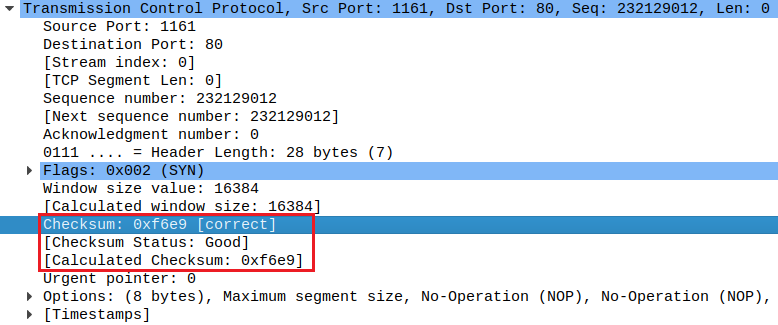 Transmission Control Protocol, Src Port: 1161, Dst Port: 80, Seq: 232129012, Len: 0
Source Port: 1161
Destination Port: 80
[Stream index: 0]
[TCP Segment Len: 0]
Sequence number: 232129012
[Next sequence number: 232129012]
Acknowledgment number: 0
0111 .... = Header Length: 28 bytes (7)
Flags: 0x002 (SYN)
Window size value: 16384
[Calculated window size: 16384]
Checksum: 0xf6e9 [correct]
[Checksum Status: Good]
[Calculated Checksum: 0xf6e9]
Urgent pointer: 0
Options: (8 bytes), Maximum segment size, No-Operation (NOP), No-Operation (NOP),
[Timestamps]